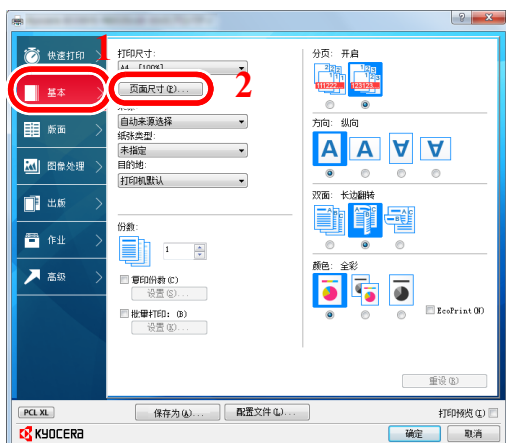 快速打印
基本
版面
图像处理
出版
作业
高级
1
2
打印尺寸:
A4 [100%]
页面尺寸(P)...
自动来源选择
纸张类型:
未指定
目的地:
打印机默认
份数:
1
复印份数(C)
设置(S)...
批量打印: (B)
设置(X)...
分页: 开启
111222...
123123...
方向: 纵向
A A A A
双面: 长边翻转
颜色: 全彩
EcoPrint(N)
重设(R)
PCL XL
保存为(A)...
配置文件(L)...
打印预览(I)
KYOCERA
确定
取消